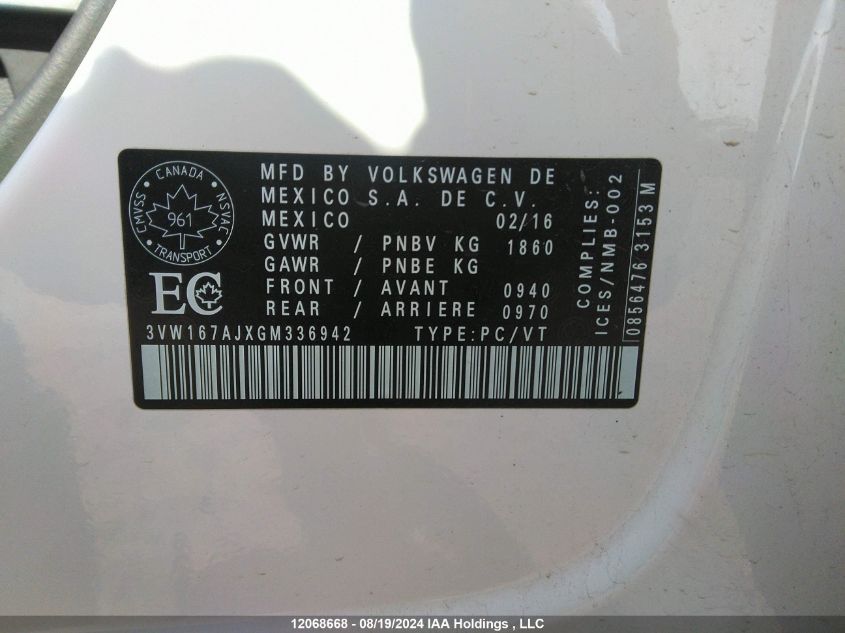 CANADA
CMVSS
NSVAC
961
TRANSPORT
EC
MFD BY VOLKSWAGEN DE
MEXICO S.A. DE C.V.
MEXICO 02/16
GVWR / PNBV KG 1860
GAWR / PNBE KG
FRONT / AVANT 0940
REAR / ARRIERE 0970
3VW167AJXGM336942 TYPE:PC/VT
COMPLIES:
ICES/NMB-002
0856476 3153 M
12068668 - 08/19/2024 IAA Holdings , LLC